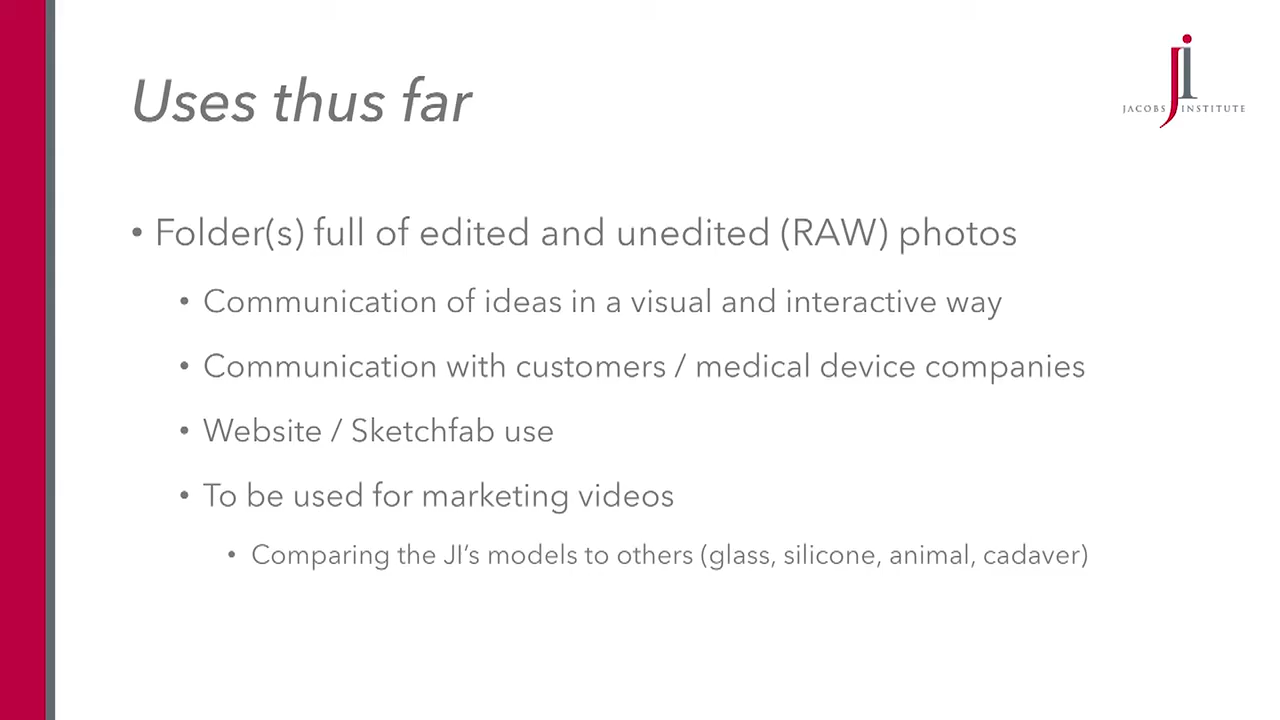 Uses thus far
JACOBS INSTITUTE
• Folder(s) full of edited and unedited (RAW) photos
• Communication of ideas in a visual and interactive way
• Communication with customers / medical device companies
• Website / Sketchfab use
• To be used for marketing videos
• Comparing the JI’s models to others (glass, silicone, animal, cadaver)